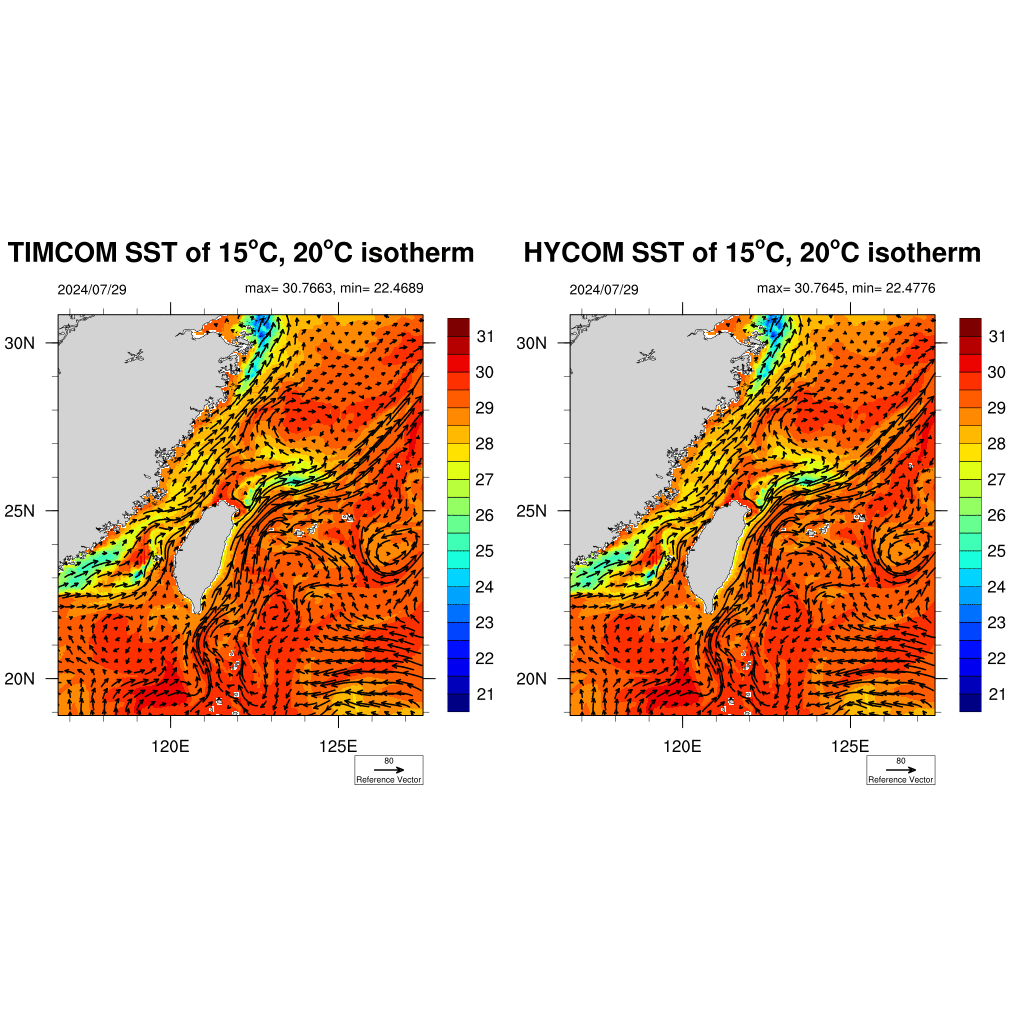 TIMCOM SST of 15°C, 20°C isotherm
2024/07/29
max= 30.7663, min= 22.4689
30N
25N
20N
120E
125E
31
30
29
28
27
26
25
24
23
22
21
80
Reference Vector
HYCOM SST of 15°C, 20°C isotherm
2024/07/29
max= 30.7645, min= 22.4776
30N
25N
20N
120E
125E
31
30
29
28
27
26
25
24
23
22
21
80
Reference Vector